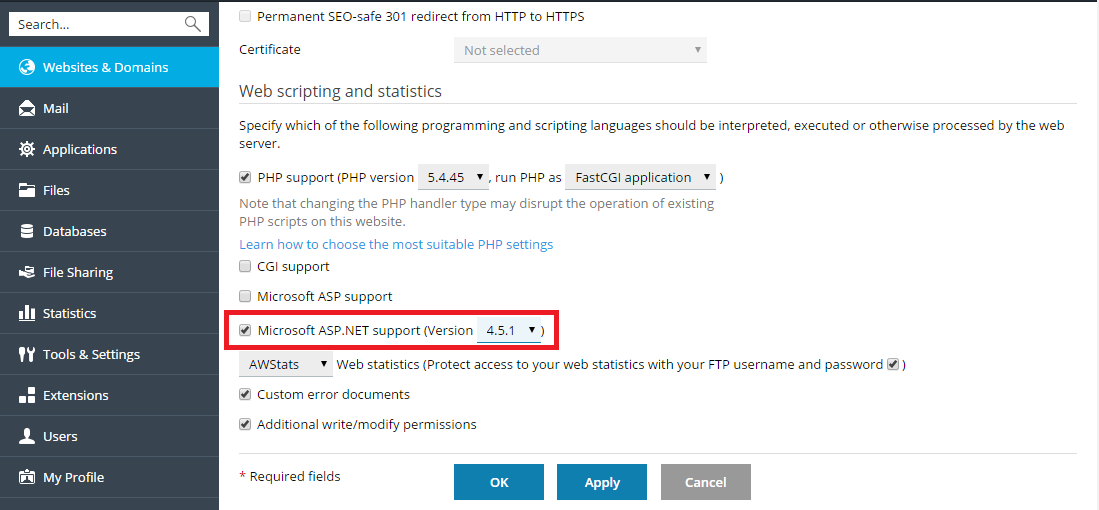 Search...
Websites & Domains
Mail
Applications
Files
Databases
File Sharing
Statistics
Tools & Settings
Extensions
Users
My Profile
Permanent SEO-safe 301 redirect from HTTP to HTTPS
Certificate Not selected
Web scripting and statistics
Specify which of the following programming and scripting languages should be interpreted, executed or otherwise processed by the web
server.
PHP support (PHP version 5.4.45 , run PHP as FastCGI application )
Note that changing the PHP handler type may disrupt the operation of existing
PHP scripts on this website.
Learn how to choose the most suitable PHP settings
CGI support
Microsoft ASP support
Microsoft ASP.NET support (Version 4.5.1 )
AWStats Web statistics (Protect access to your web statistics with your FTP username and password )
Custom error documents
Additional write/modify permissions
* Required fields OK Apply Cancel